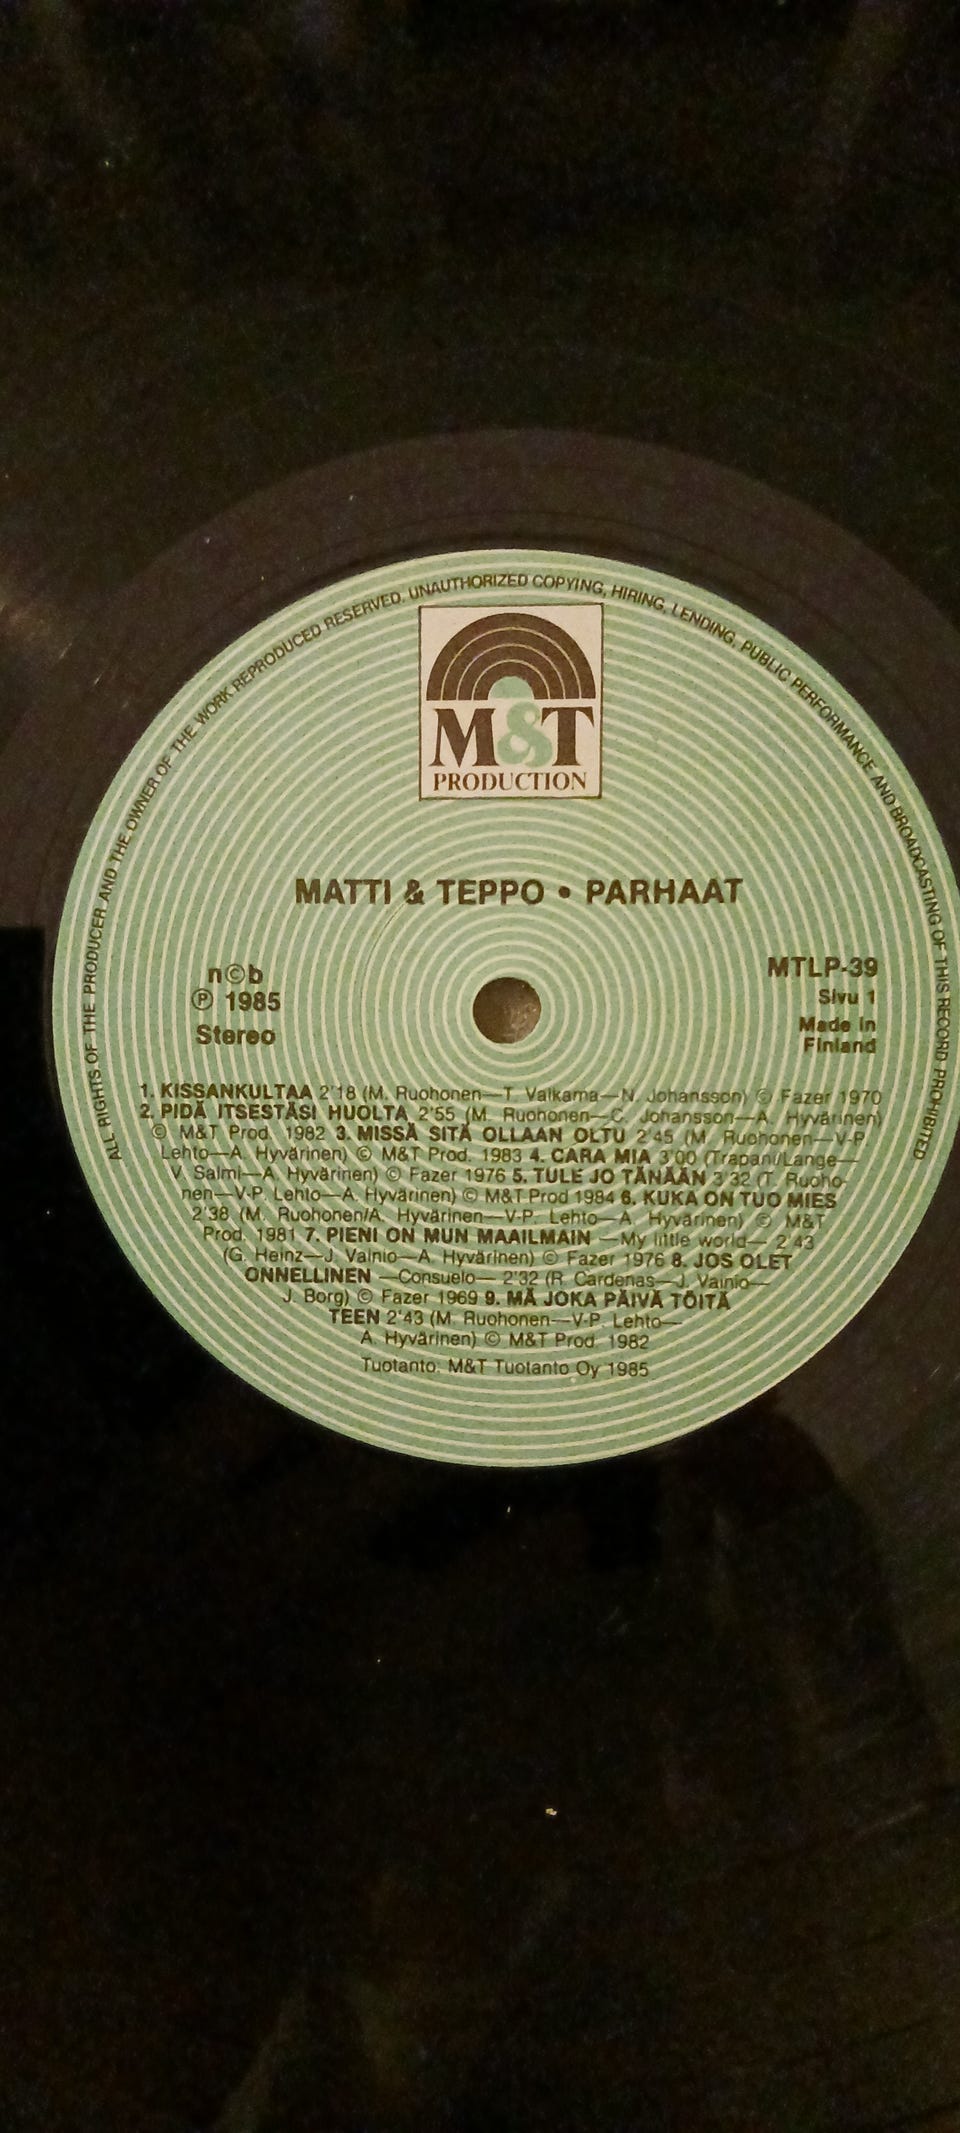 ALL RIGHTS OF THE PRODUCER AND THE OWNER OF THE WORK REPRODUCED RESERVED. UNAUTHORIZED COPYING, HIRING, LENDING, PUBLIC PERFORMANCE AND BROADCASTING OF THIS RECORD PROHIBITED
M&T
PRODUCTION
MATTI & TEPPO • PARHAAT
n©b
℗ 1985
Stereo
MTLP-39
Sivu 1
Made in
Finland
1. KISSANKULTAA 2'18 (M. Ruohonen—T. Valkama—N. Johansson) © Fazer 1970
2. PIDÄ ITSESTÄSI HUOLTA 2'55 (M. Ruohonen—C. Johansson—A. Hyvärinen)
© M&T Prod. 1982 3. MISSÄ SITÄ OLLAAN OLTU 2'45 (M. Ruohonen—V-P.
Lehto—A. Hyvärinen) © M&T Prod. 1983 4. CARA MIA 3'00 (Trapani/Lange—
V. Salmi—A. Hyvärinen) © Fazer 1976 5. TULE JO TÄNÄÄN 3'32 (T. Ruoho-
nen—V-P. Lehto—A. Hyvärinen) © M&T Prod 1984 6. KUKA ON TUO MIES
2'38 (M. Ruohonen/A. Hyvärinen—V-P. Lehto—A. Hyvärinen) © M&T
Prod. 1981 7. PIENI ON MUN MAAILMAIN —My little world— 2'43
(G. Heinz—J. Vainio—A. Hyvärinen) © Fazer 1976 8. JOS OLET
ONNELLINEN —Consuelo— 2'32 (R. Cardenas—J. Vainio—
J. Borg) © Fazer 1969 9. MÄ JOKA PÄIVÄ TÖITÄ
TEEN 2'43 (M. Ruohonen—V-P. Lehto—
A. Hyvärinen) © M&T Prod. 1982
Tuotanto: M&T Tuotanto Oy 1985